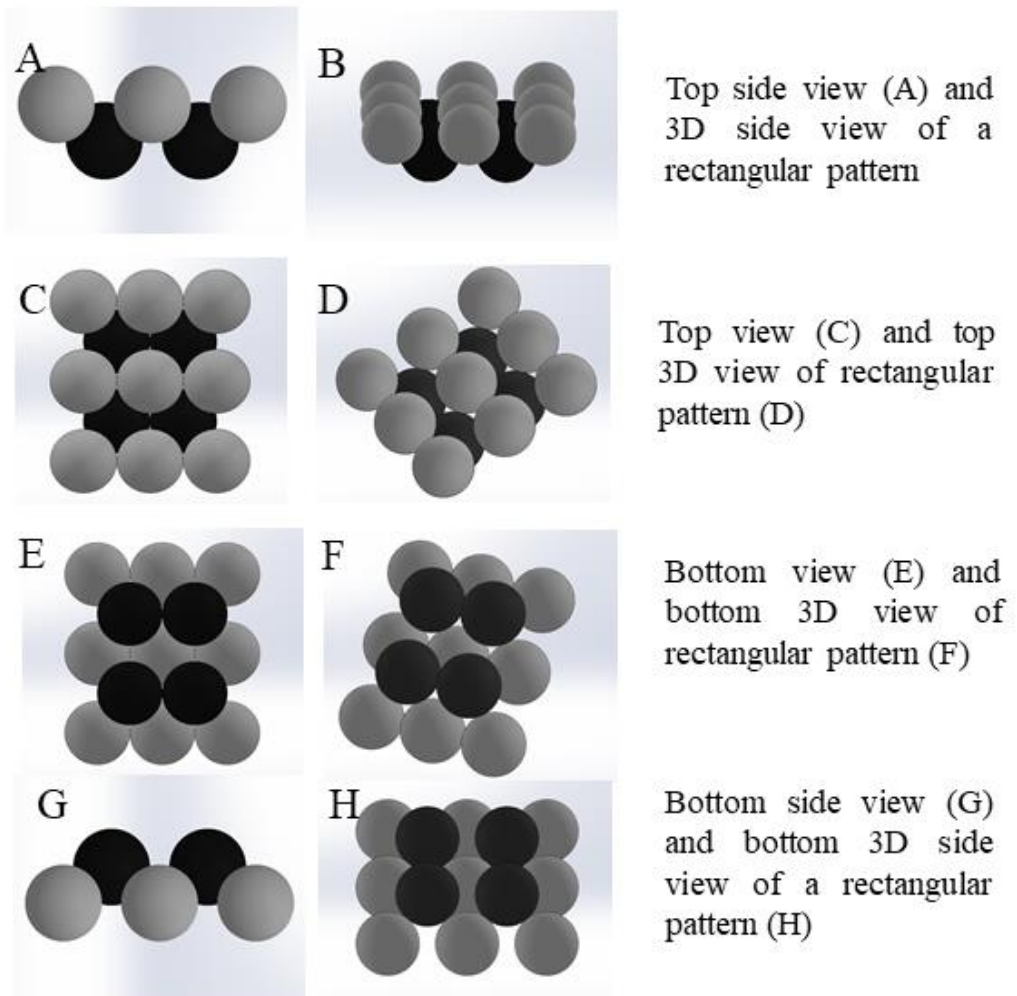 A
B
Top side view (A) and
3D side view of a
rectangular pattern
C
D
Top view (C) and top
3D view of rectangular
pattern (D)
E
F
Bottom view (E) and
bottom 3D view of
rectangular pattern (F)
G
H
Bottom side view (G)
and bottom 3D side
view of a rectangular
pattern (H)